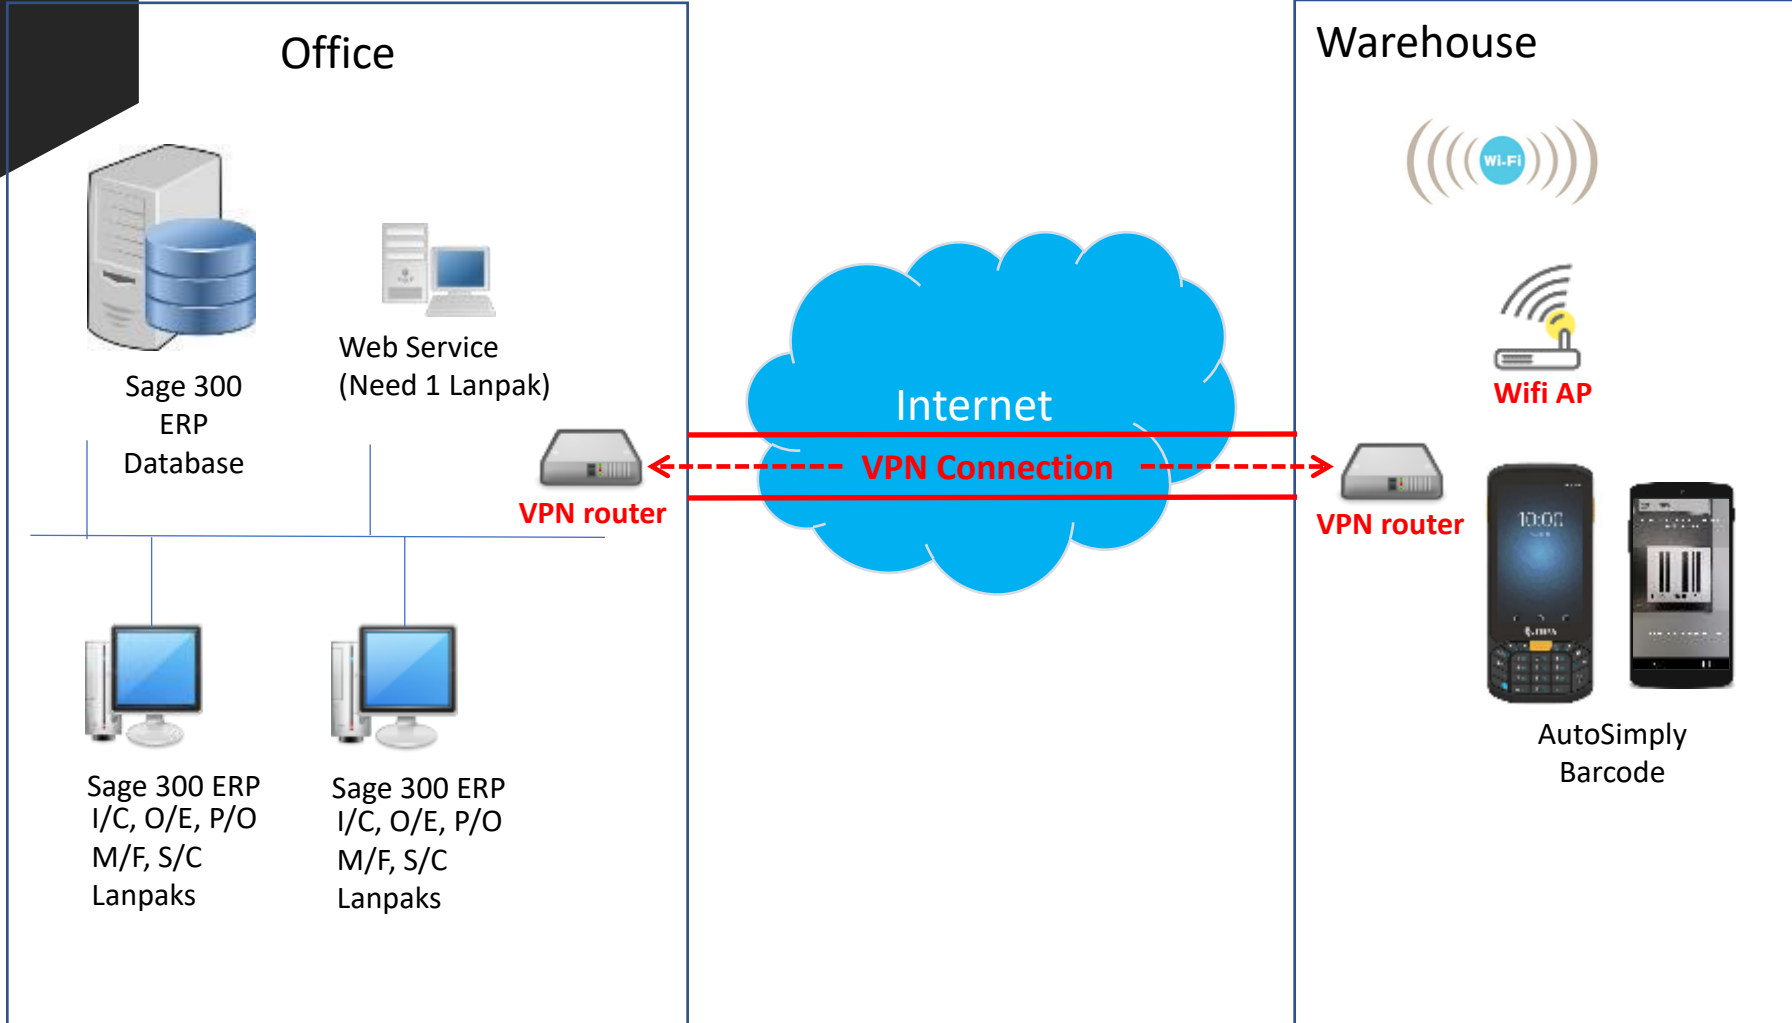 Office
Sage 300
ERP
Database
Web Service
(Need 1 Lanpak)
VPN router
Sage 300 ERP
I/C, O/E, P/O
M/F, S/C
Lanpaks
Sage 300 ERP
I/C, O/E, P/O
M/F, S/C
Lanpaks
Internet
VPN Connection
Warehouse
Wi-Fi
Wifi AP
VPN router
10:00
AutoSimply
Barcode